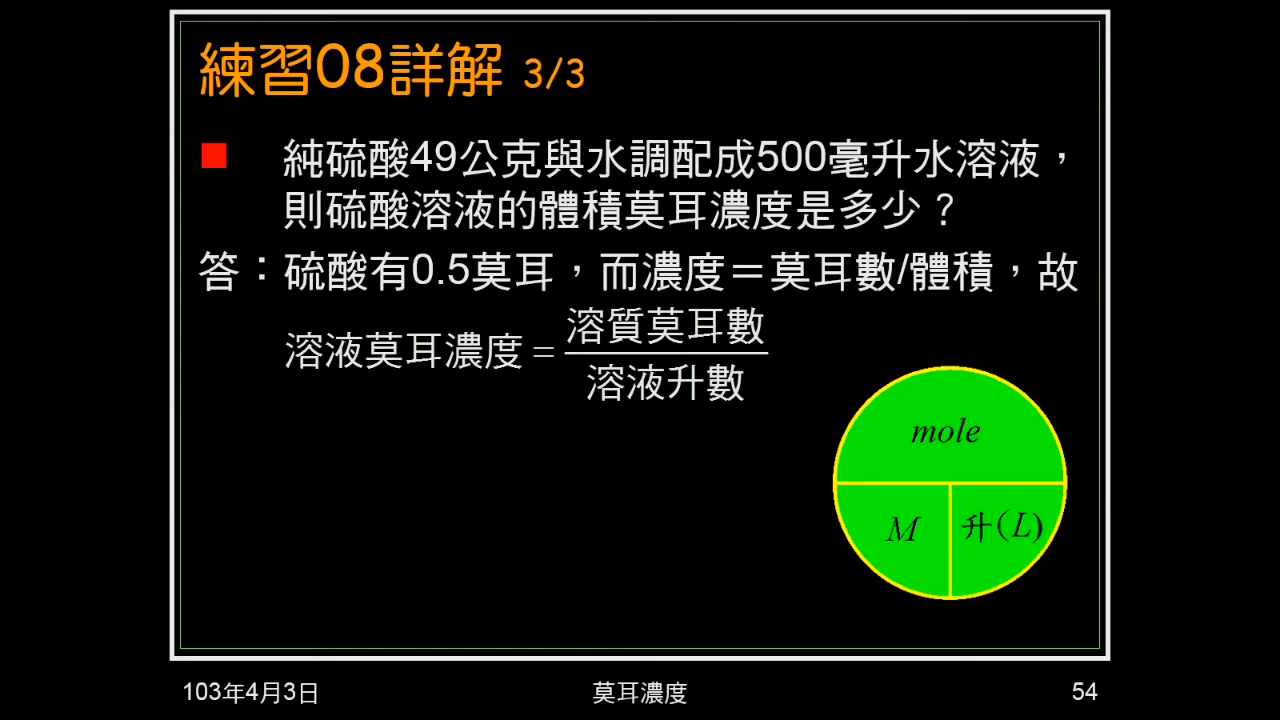 練習08詳解 3/3
純硫酸49公克與水調配成500毫升水溶液，
則硫酸溶液的體積莫耳濃度是多少？
答：硫酸有0.5莫耳，而濃度＝莫耳數/體積，故
溶液莫耳濃度＝
溶質莫耳數
溶液升數
mole
M
升(L)
103年4月3日
莫耳濃度
54